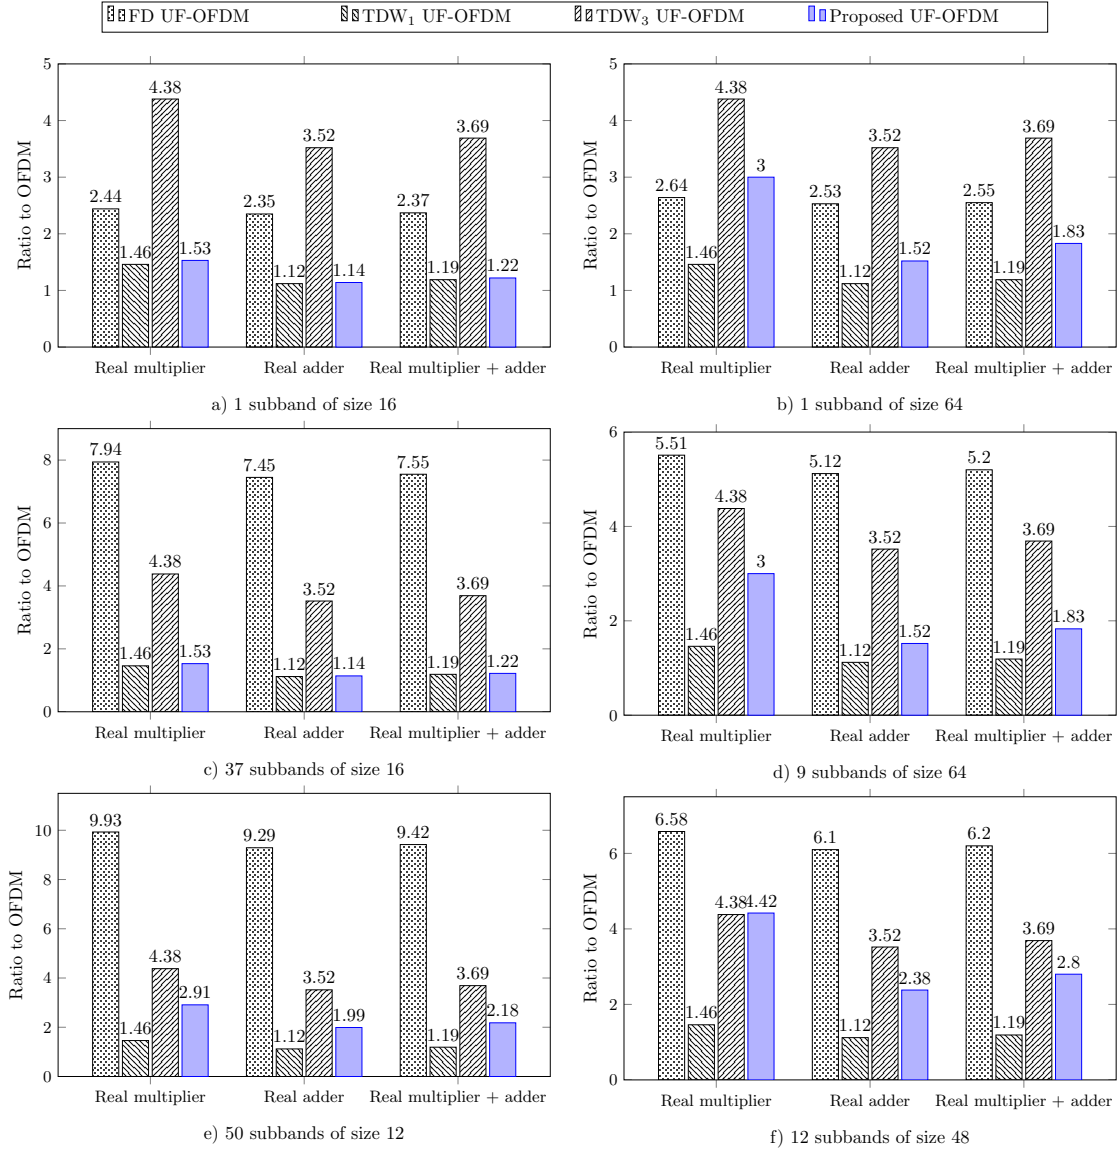 FD UF-OFDM TDW₁ UF-OFDM TDW₃ UF-OFDM Proposed UF-OFDM
Ratio to OFDM
5
4
3
2
1
0
2.44 1.46 4.38 1.53
2.35 1.12 3.52 1.14
2.37 1.19 3.69 1.22
Real multiplier Real adder Real multiplier + adder
a) 1 subband of size 16
Ratio to OFDM
5
4
3
2
1
0
2.64 1.46 4.38 3
2.53 1.12 3.52 1.52
2.55 1.19 3.69 1.83
Real multiplier Real adder Real multiplier + adder
b) 1 subband of size 64
Ratio to OFDM
8
6
4
2
0
7.94 1.46 4.38 1.53
7.45 1.12 3.52 1.14
7.55 1.19 3.69 1.22
Real multiplier Real adder Real multiplier + adder
c) 37 subbands of size 16
Ratio to OFDM
6
4
2
0
5.51 1.46 4.38 3
5.12 1.12 3.52 1.52
5.2 1.19 3.69 1.83
Real multiplier Real adder Real multiplier + adder
d) 9 subbands of size 64
Ratio to OFDM
10
8
6
4
2
0
9.93 1.46 4.38 2.91
9.29 1.12 3.52 1.99
9.42 1.19 3.69 2.18
Real multiplier Real adder Real multiplier + adder
e) 50 subbands of size 12
Ratio to OFDM
6
4
2
0
6.58 1.46 4.38 4.42
6.1 1.12 3.52 2.38
6.2 1.19 3.69 2.8
Real multiplier Real adder Real multiplier + adder
f) 12 subbands of size 48